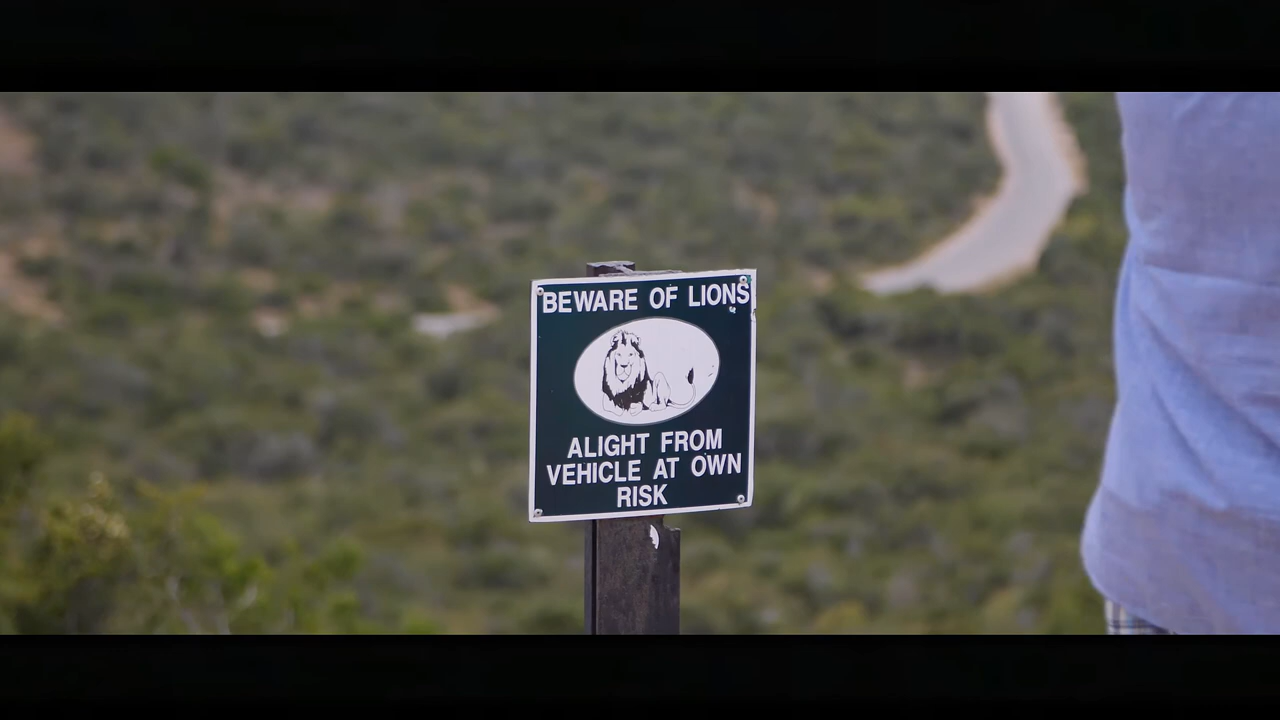 BEWARE OF LIONS
ALIGHT FROM
VEHICLE AT OWN
RISK